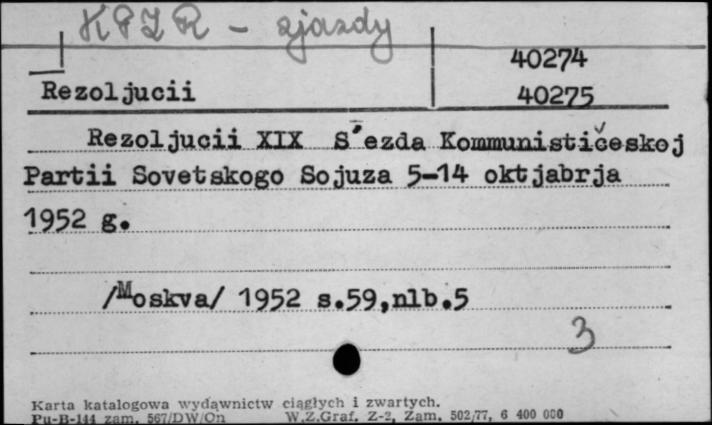 KPZR - zjazdy
40274
Rezoljucii 40275
Rezoljucii XIX S"ezda Kommunističeskoj
Partii Sovetskogo Sojuza 5-14 oktjabrja
1952 g.
/Moskva/ 1952 s.59,nlb.5
3
Karta katalogowa wydawnictw ciągłych i zwartych.
Pu-B-144 zam. 567/DW/On W.Z.Graf. Z-2, Zam. 502/77, 6 400 000